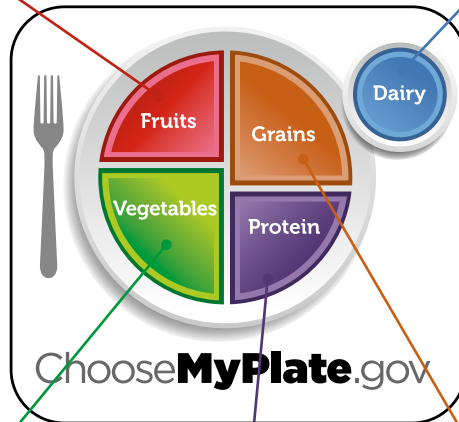 Fruits
Grains
Dairy
Vegetables
Protein
ChooseMyPlate.gov